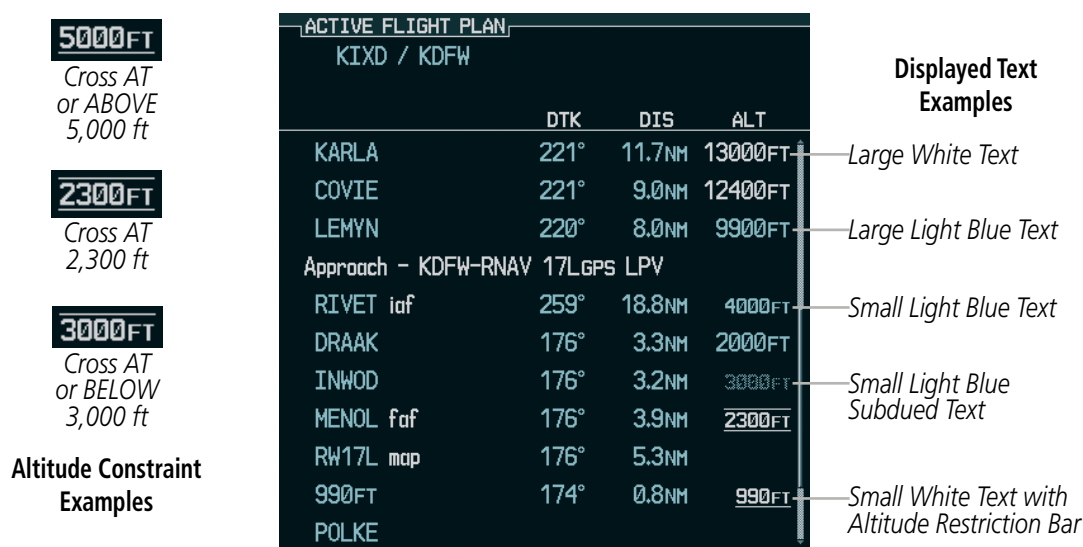 5000FT
Cross AT
or ABOVE
5,000 ft
2300FT
Cross AT
2,300 ft
3000FT
Cross AT
or BELOW
3,000 ft
Altitude Constraint
Examples
ACTIVE FLIGHT PLAN
KIXD / KDFW
DTK DIS ALT
KARLA 221° 11.7NM 13000FT
COVIE 221° 9.0NM 12400FT
LEMYN 220° 8.0NM 9900FT
Approach - KDFW-RNAV 17LGPS LPV
RIVET iaf 259° 18.8NM 4000FT
DRAAK 176° 3.3NM 2000FT
INWOD 176° 3.2NM 3000FT
MENOL faf 176° 3.9NM 2300FT
RW17L map 176° 5.3NM
990FT 174° 0.8NM 990FT
POLKE
Displayed Text
Examples
Large White Text
Large Light Blue Text
Small Light Blue Text
Small Light Blue
Subdued Text
Small White Text with
Altitude Restriction Bar